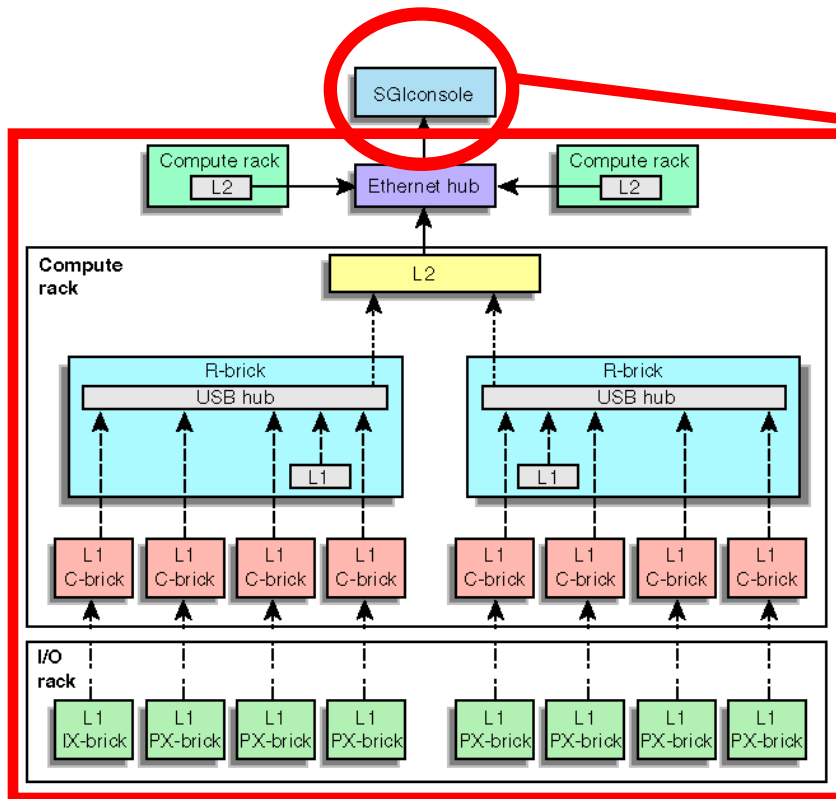 SGIconsole
Compute rack
L2
Ethernet hub
Compute rack
L2
Compute
rack
L2
R-brick
USB hub
L1
R-brick
USB hub
L1
L1
C-brick
L1
C-brick
L1
C-brick
L1
C-brick
L1
C-brick
L1
C-brick
L1
C-brick
L1
C-brick
I/O
rack
L1
IX-brick
L1
PX-brick
L1
PX-brick
L1
PX-brick
L1
PX-brick
L1
PX-brick
L1
PX-brick
L1
PX-brick